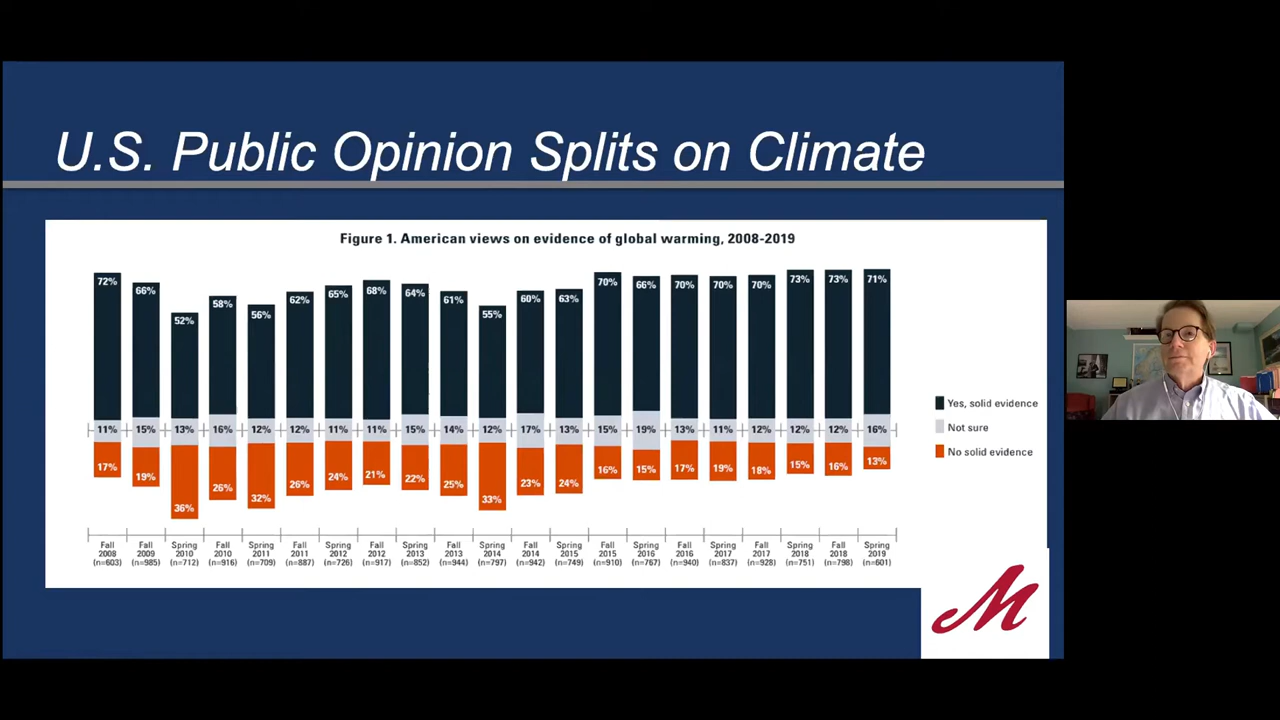 U.S. Public Opinion Splits on Climate
Figure 1. American views on evidence of global warming, 2008-2019
72% 66% 52% 58% 56% 62% 65% 68% 64% 61% 55% 60% 63% 70% 66% 70% 70% 70% 73% 73% 71%
Yes, solid evidence
11% 15% 13% 16% 12% 12% 11% 11% 15% 14% 12% 17% 13% 15% 19% 13% 11% 12% 12% 12% 16%
Not sure
17% 19% 36% 26% 32% 26% 24% 21% 22% 25% 33% 23% 24% 16% 15% 17% 19% 18% 15% 16% 13%
No solid evidence
Fall Fall Spring Fall Spring Fall Spring Fall Spring Fall Spring Fall Spring Fall Spring Fall Spring Fall Spring Fall Spring
2008 2009 2010 2010 2011 2011 2012 2012 2013 2013 2014 2014 2015 2015 2016 2016 2017 2017 2018 2018 2019
(n=603) (n=985) (n=712) (n=916) (n=709) (n=887) (n=726) (n=917) (n=852) (n=944) (n=797) (n=942) (n=749) (n=910) (n=767) (n=940) (n=837) (n=928) (n=751) (n=798) (n=601)
M